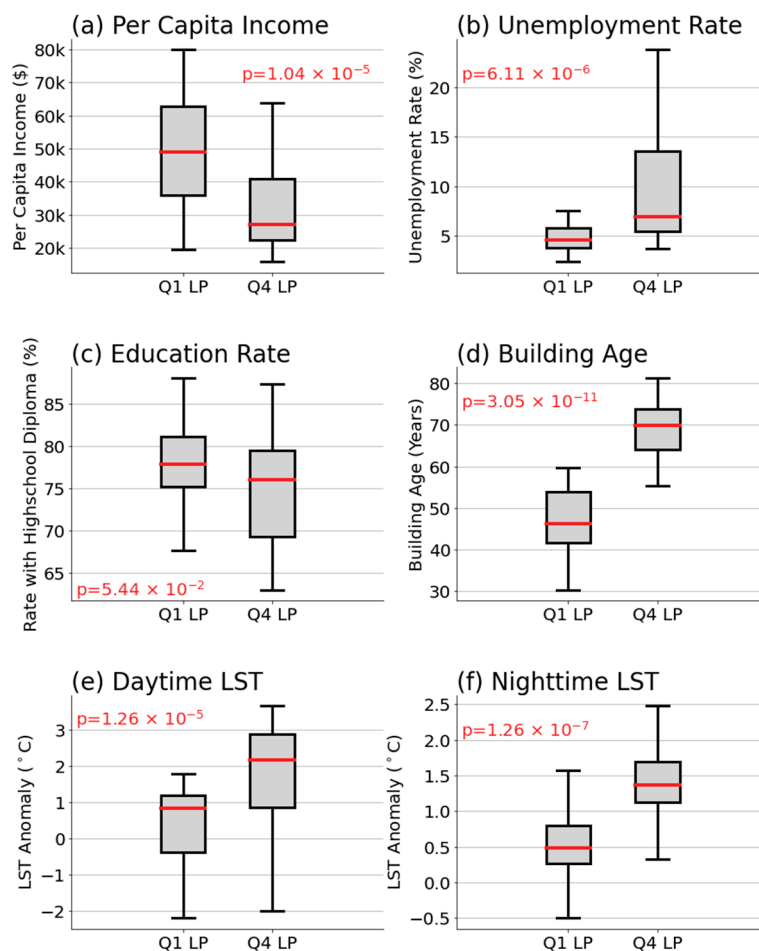 (a) Per Capita Income
Per Capita Income ($)
80k
70k
60k
50k
40k
30k
20k
p=1.04 × 10⁻⁵
Q1 LP Q4 LP
(b) Unemployment Rate
Unemployment Rate (%)
20
15
10
5
p=6.11 × 10⁻⁶
Q1 LP Q4 LP
(c) Education Rate
Rate with Highschool Diploma (%)
85
80
75
70
65
p=5.44 × 10⁻²
Q1 LP Q4 LP
(d) Building Age
Building Age (Years)
80
70
60
50
40
30
p=3.05 × 10⁻¹¹
Q1 LP Q4 LP
(e) Daytime LST
LST Anomaly (°C)
3
2
1
0
−1
−2
p=1.26 × 10⁻⁵
Q1 LP Q4 LP
(f) Nighttime LST
LST Anomaly (°C)
2.5
2.0
1.5
1.0
0.5
0.0
−0.5
p=1.26 × 10⁻⁷
Q1 LP Q4 LP